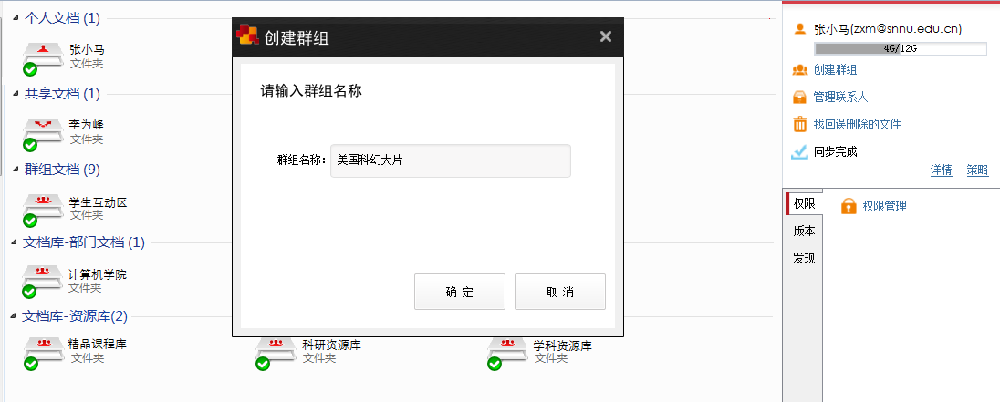 个人文档 (1)
张小马
文件夹
共享文档 (1)
李为峰
文件夹
群组文档 (9)
学生互动区
文件夹
文档库-部门文档 (1)
计算机学院
文件夹
文档库-资源库(2)
精品课程库
文件夹
科研资源库
文件夹
学科资源库
文件夹
创建群组
请输入群组名称
群组名称: 美国科幻大片
确 定 取 消
张小马(zxm@snnu.edu.cn)
4G/12G
创建群组
管理联系人
找回误删除的文件
同步完成
详情 策略
权限
版本
发现
权限管理